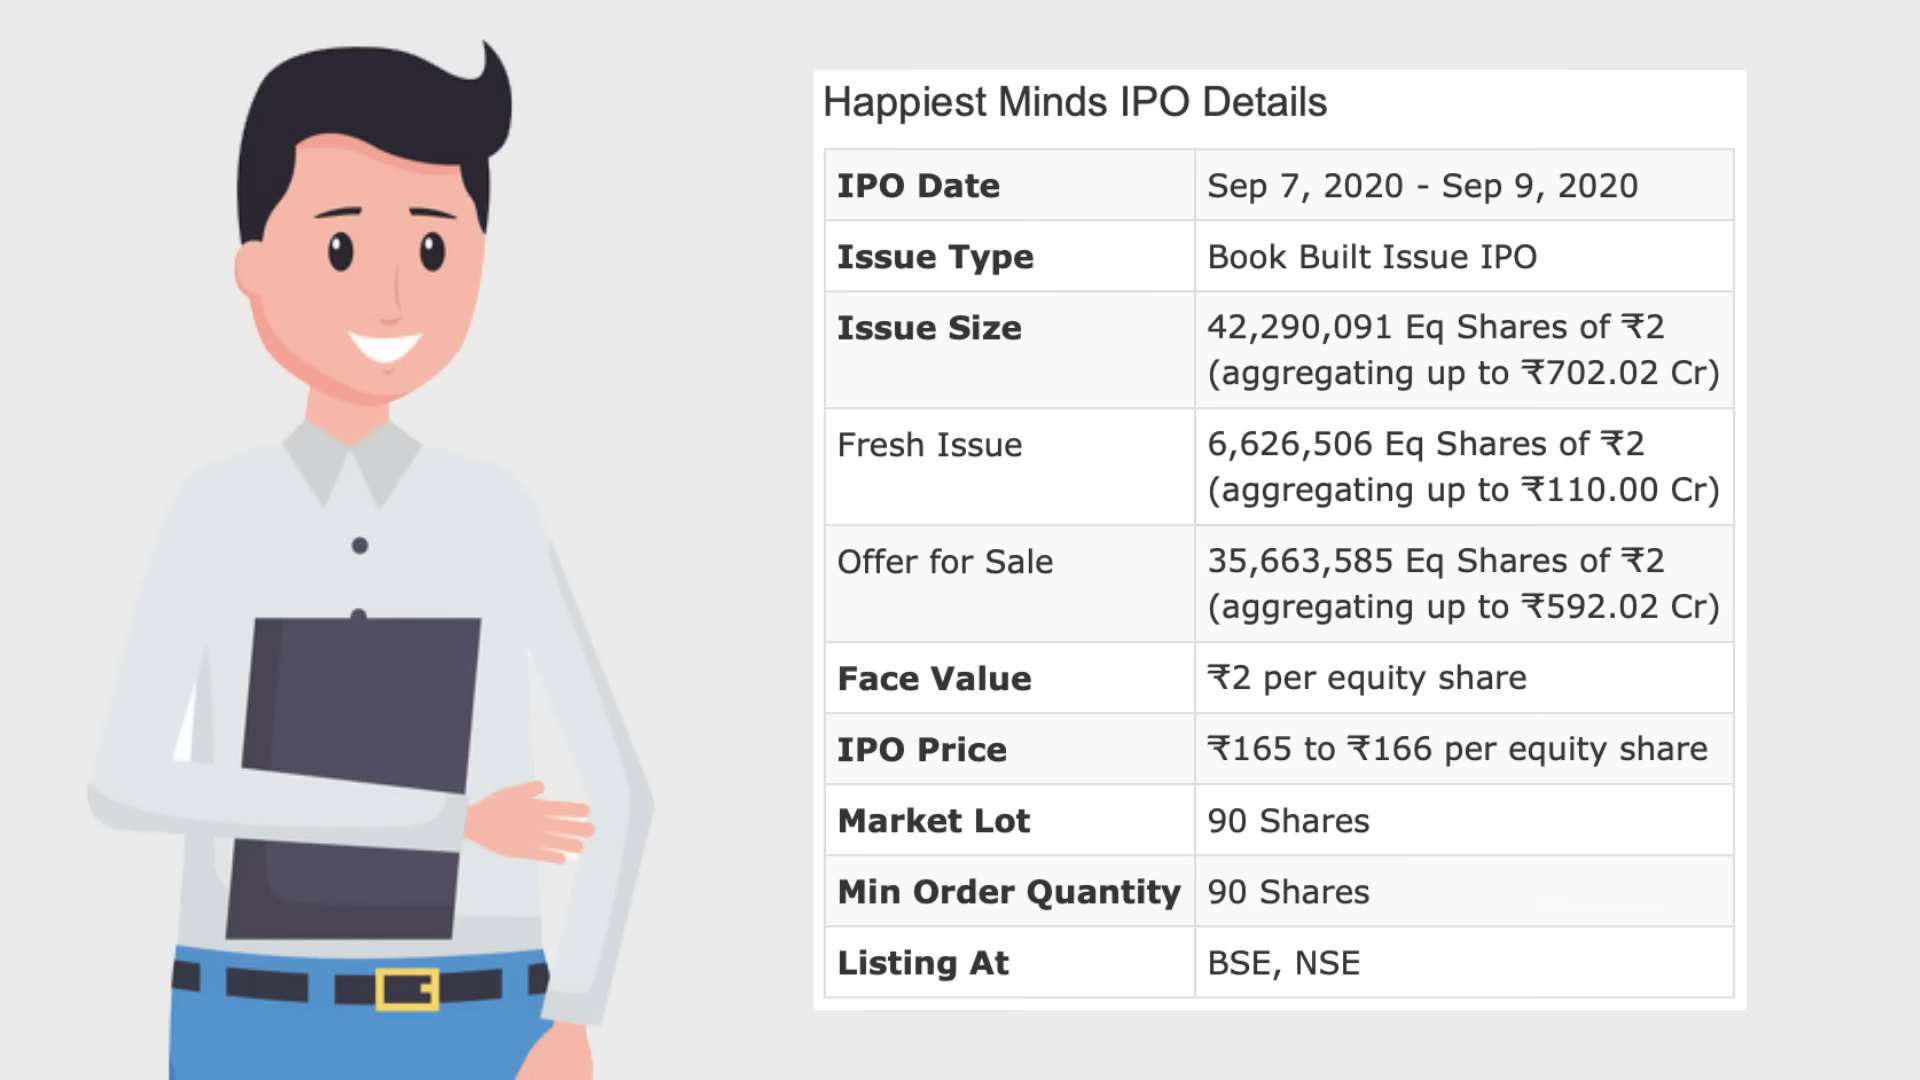 Happiest Minds IPO Details
IPO Date Sep 7, 2020 - Sep 9, 2020
Issue Type Book Built Issue IPO
Issue Size 42,290,091 Eq Shares of ₹2
(aggregating up to ₹702.02 Cr)
Fresh Issue 6,626,506 Eq Shares of ₹2
(aggregating up to ₹110.00 Cr)
Offer for Sale 35,663,585 Eq Shares of ₹2
(aggregating up to ₹592.02 Cr)
Face Value ₹2 per equity share
IPO Price ₹165 to ₹166 per equity share
Market Lot 90 Shares
Min Order Quantity 90 Shares
Listing At BSE, NSE